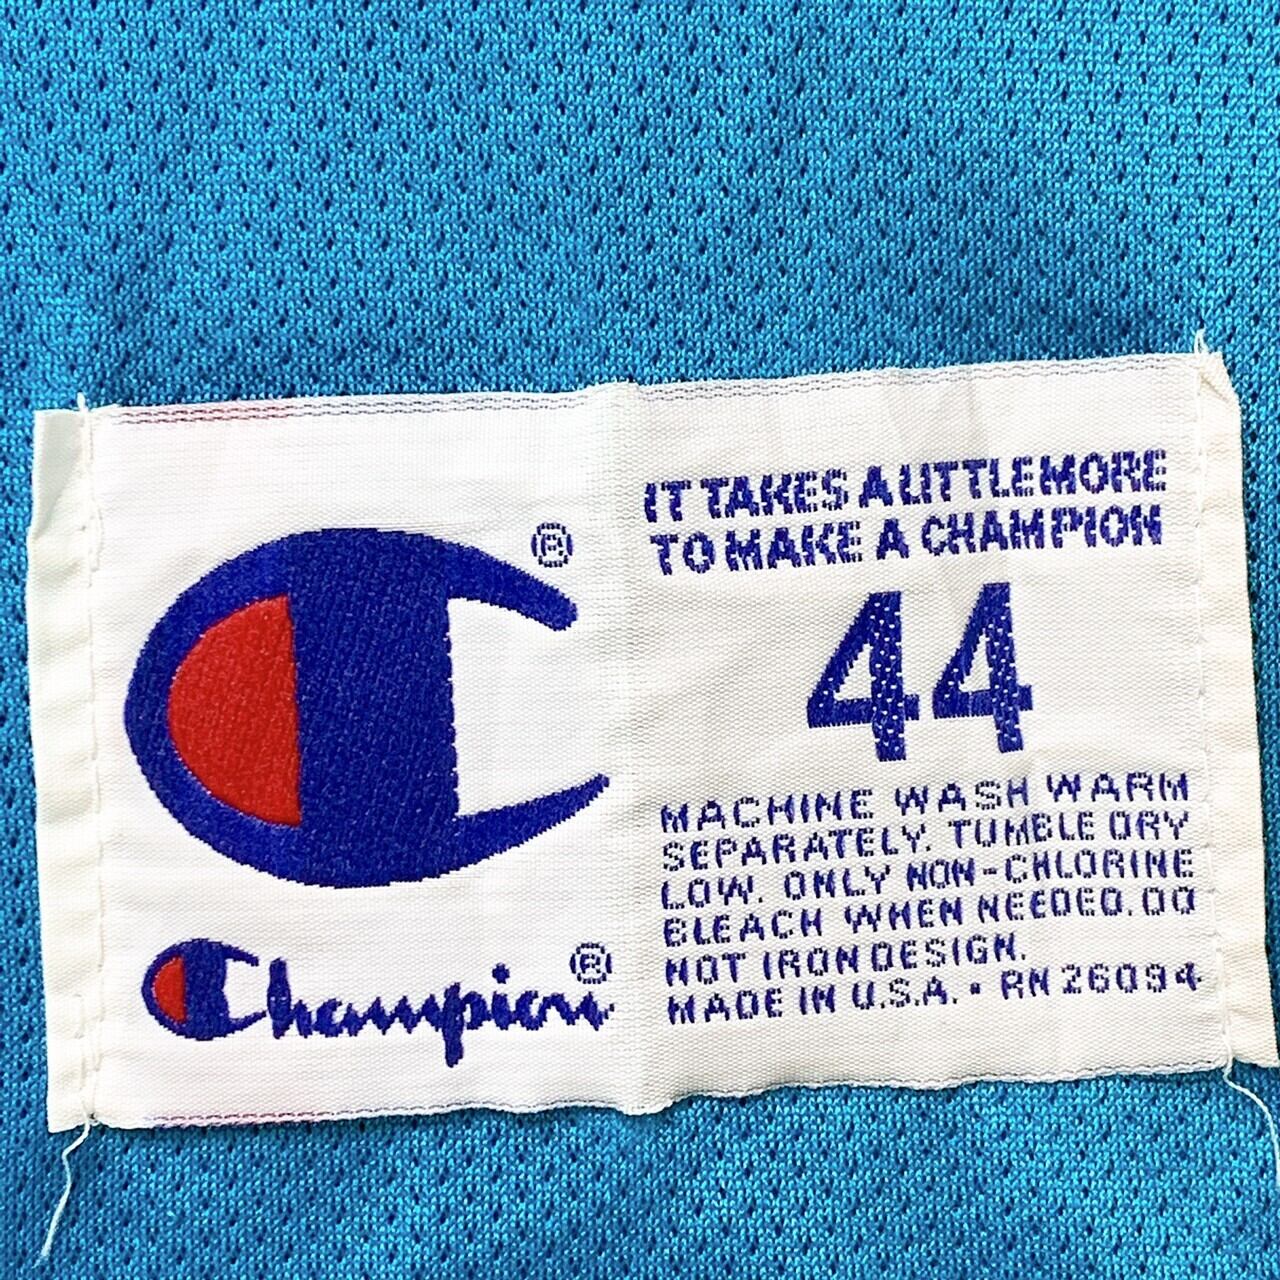 IT TAKES A LITTLE MORE
TO MAKE A CHAMPION
44
MACHINE WASH WARM
SEPARATELY. TUMBLE DRY
LOW. ONLY NON-CHLORINE
BLEACH WHEN NEEDED. DO
NOT IRON DESIGN.
MADE IN U.S.A. • RN 26094
®
Champion®